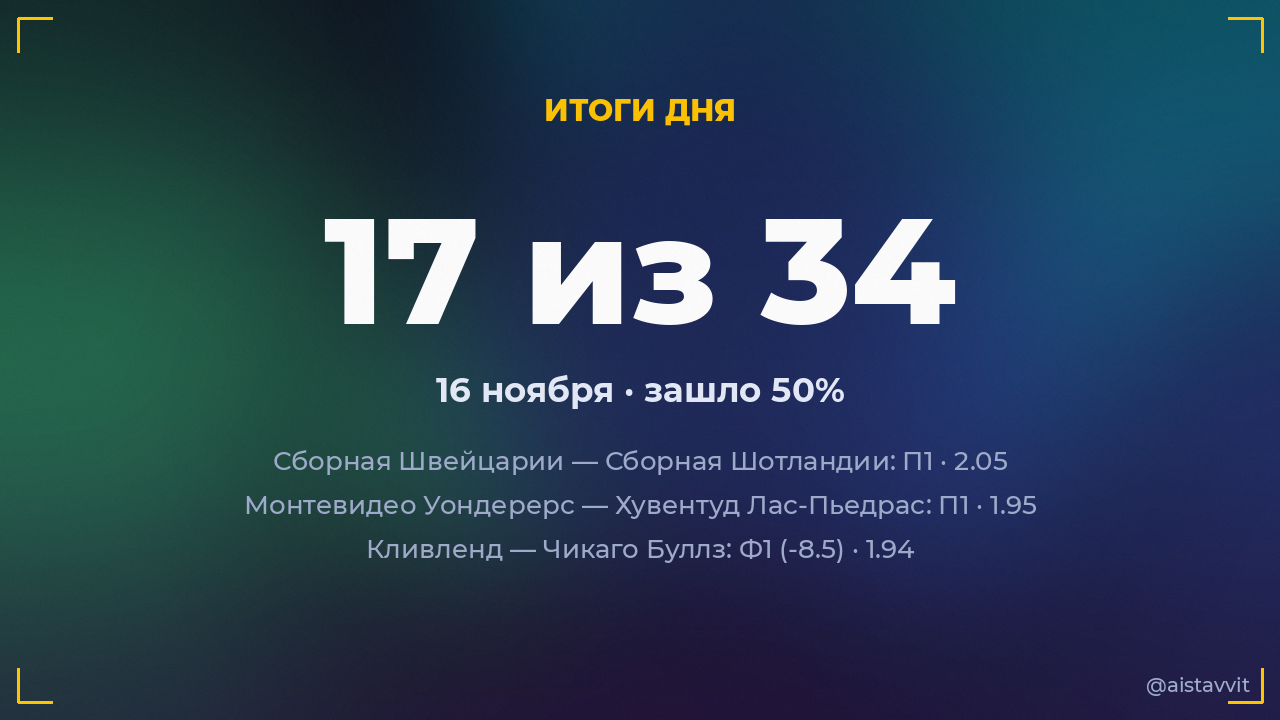 ИТОГИ ДНЯ
17 из 34
16 ноября · зашло 50%
Сборная Швейцарии — Сборная Шотландии: П1 · 2.05
Монтевидео Уондерерс — Хувентуд Лас-Пьедрас: П1 · 1.95
Кливленд — Чикаго Буллз: Ф1 (-8.5) · 1.94
@aistavvit